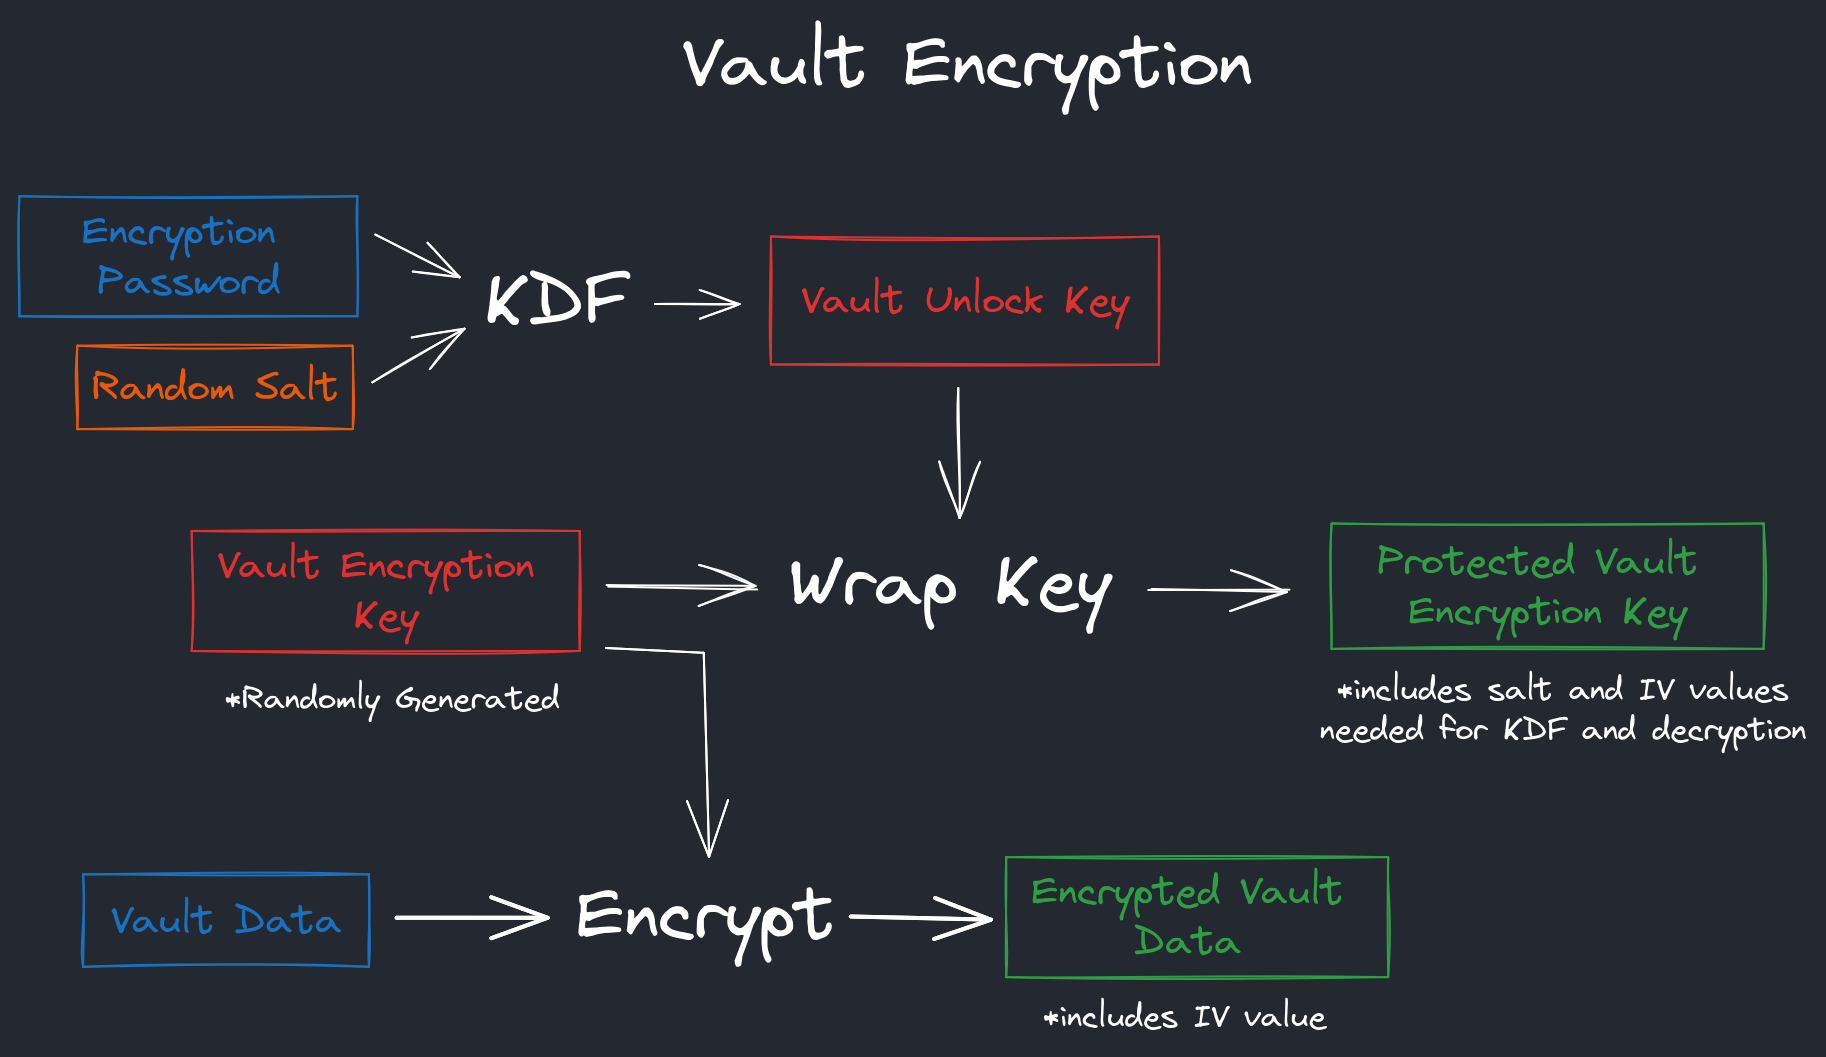 Vault Encryption
Encryption
Password
Random Salt
KDF
Vault Unlock Key
Vault Encryption
Key
*Randomly Generated
Wrap Key
Protected Vault
Encryption Key
*includes salt and IV values
needed for KDF and decryption
Vault Data
Encrypt
Encrypted Vault
Data
*includes IV value